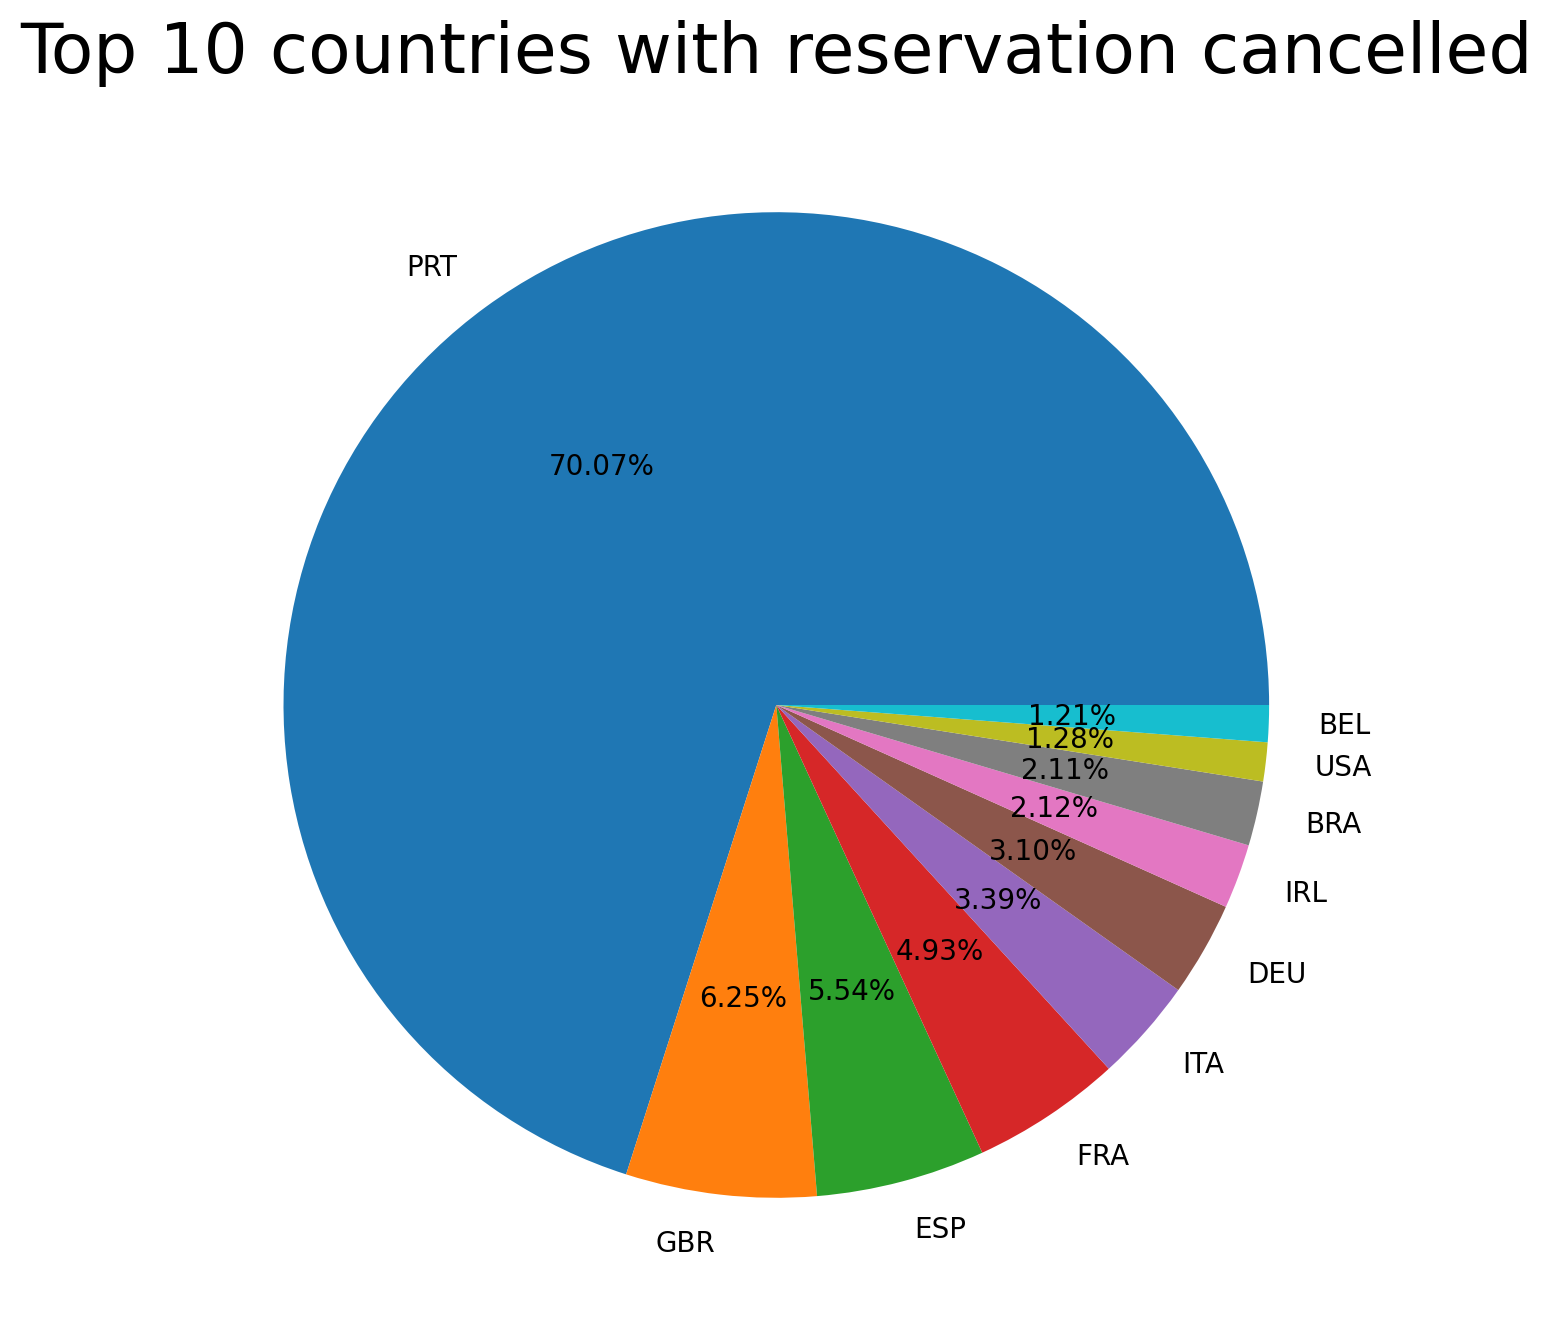 Top 10 countries with reservation cancelled
PRT
70.07%
1.21%
BEL
1.28%
USA
2.11%
BRA
2.12%
IRL
3.10%
DEU
3.39%
ITA
4.93%
FRA
5.54%
ESP
6.25%
GBR